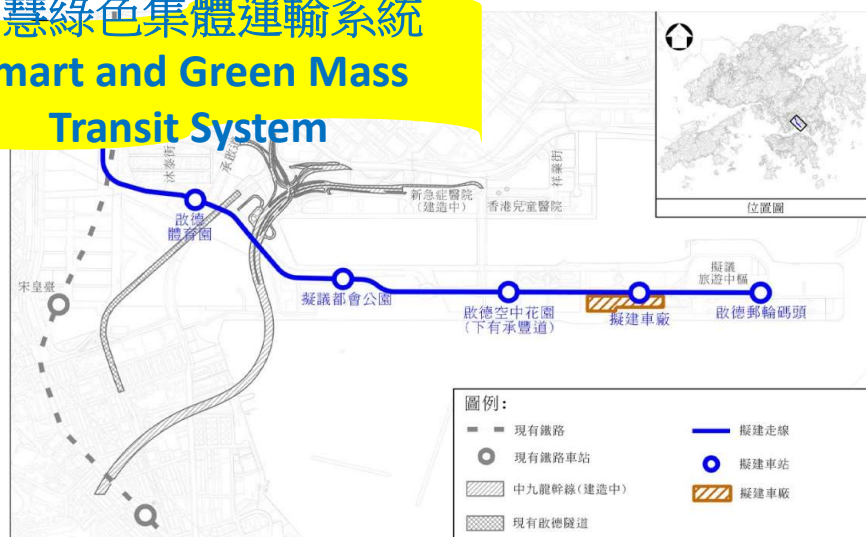 慧綠色集體運輸系統
mart and Green Mass
Transit System
沐泰街
承啟道
祥業街
新急症醫院
(建造中)
香港兒童醫院
位置圖
啟德
體育園
宋皇臺
擬議都會公園
啟德空中花園
(下有承豐道)
擬建車廠
擬議
旅遊中樞
啟德郵輪碼頭
圖例:
現有鐵路
擬建走線
現有鐵路車站
擬建車站
中九龍幹線(建造中)
擬建車廠
現有啟德隧道